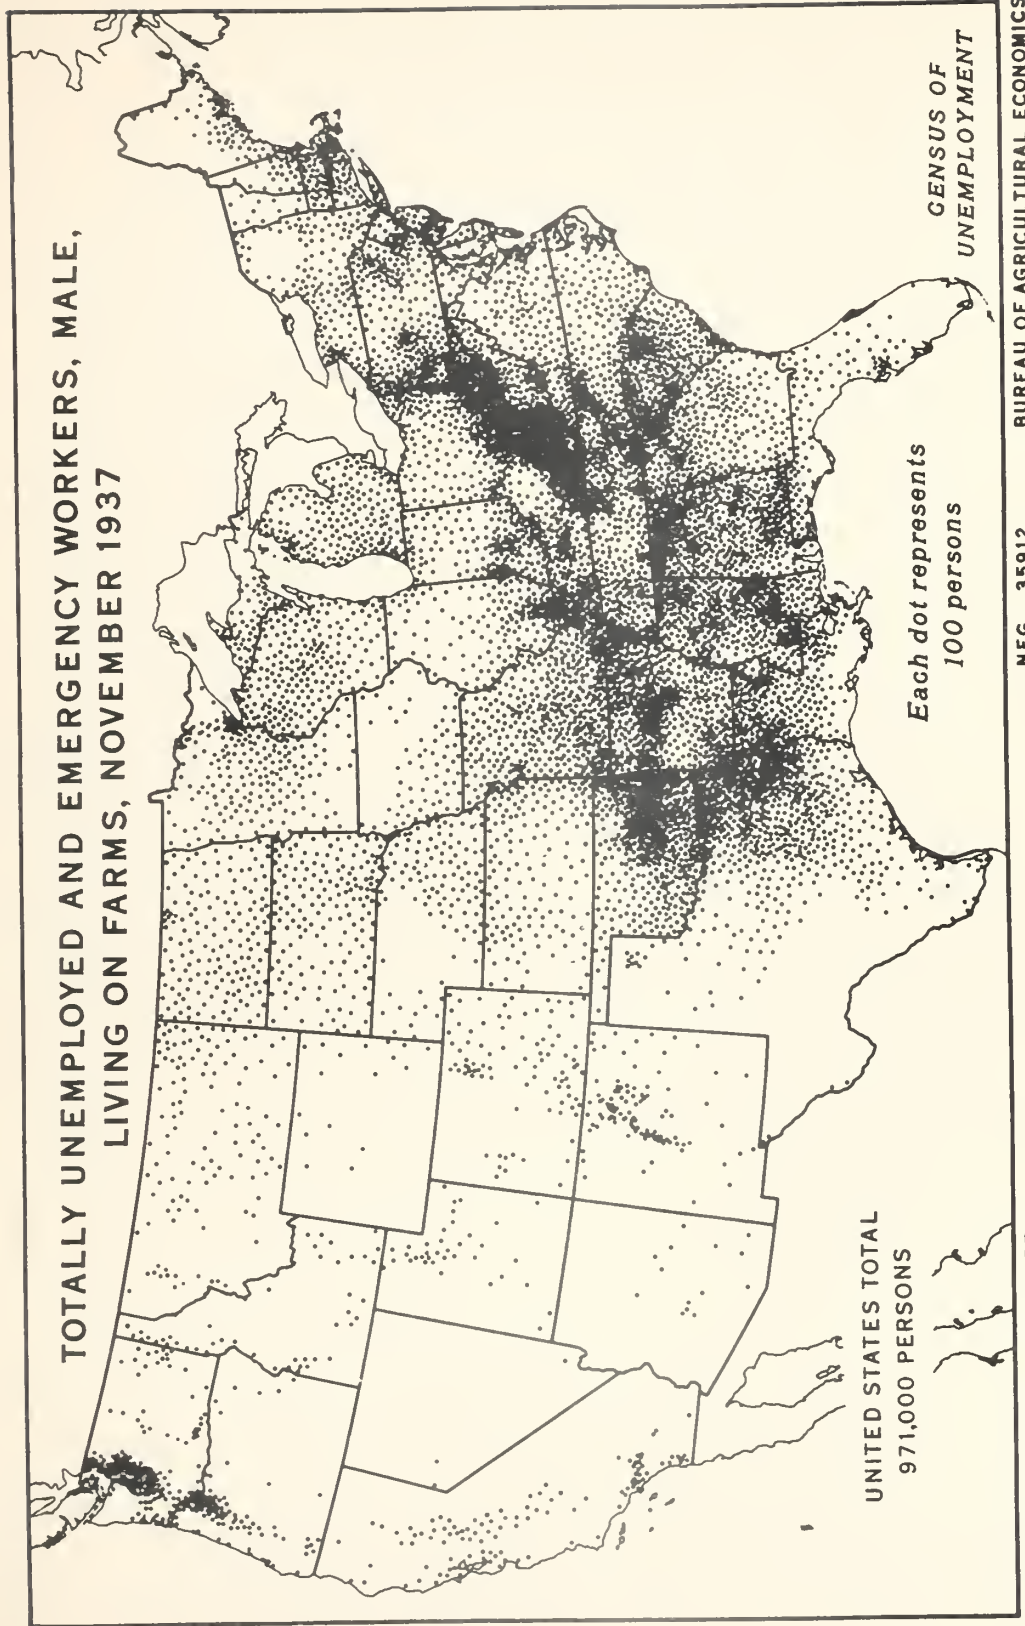 TOTALLY UNEMPLOYED AND EMERGENCY WORKERS, MALE,
LIVING ON FARMS, NOVEMBER 1937
UNITED STATES TOTAL
971,000 PERSONS
Each dot represents
100 persons
CENSUS OF
UNEMPLOYMENT
NEG. 35912 BUREAU OF AGRICULTURAL ECONOMICS